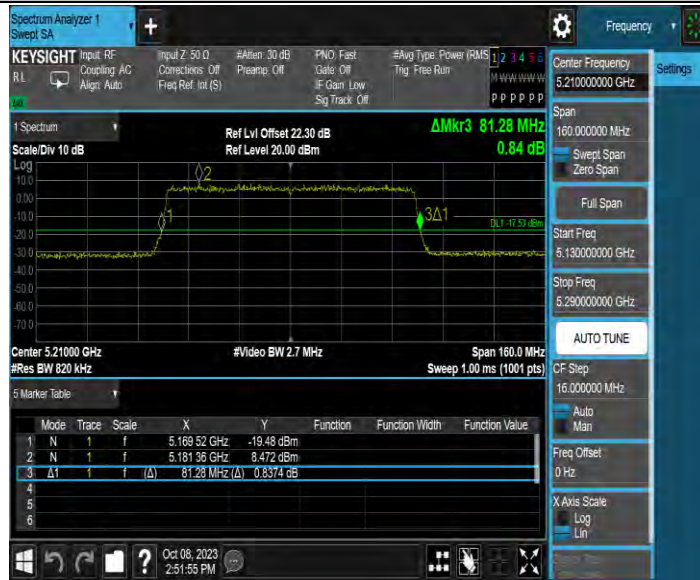 Spectrum Analyzer 1
Swept SA
+
Frequency
KEYSIGHT
RL
Input: RF
Coupling: AC
Align: Auto
Input Z: 50 Ω
Corrections: Off
Freq Ref: Int (S)
#Atten: 30 dB
Preamp: Off
PNO: Fast
Gate: Off
IF Gain: Low
Sig Track: Off
#Avg Type: Power (RMS
Trig: Free Run
1 2 3 4 5 6
M W W W W W
P P P P P P
Center Frequency
5.210000000 GHz
Settings
Span
160.000000 MHz
Swept Span
Zero Span
Full Span
Start Freq
5.130000000 GHz
Stop Freq
5.290000000 GHz
AUTO TUNE
CF Step
16.000000 MHz
Auto
Man
Freq Offset
0 Hz
X Axis Scale
Log
Lin
1 Spectrum
Scale/Div 10 dB
Ref Lvl Offset 22.30 dB
Ref Level 20.00 dBm
ΔMkr3 81.28 MHz
0.84 dB
Log
10.0
0.00
-10.0
-20.0
-30.0
-40.0
-50.0
-60.0
-70.0
2
1
3Δ1
DL1 -17.53 dBm
Center 5.21000 GHz
#Video BW 2.7 MHz
Span 160.0 MHz
#Res BW 820 kHz
Sweep 1.00 ms (1001 pts)
5 Marker Table
Mode Trace Scale X Y Function Function Width Function Value
1 N 1 f 5.169 52 GHz -19.48 dBm
2 N 1 f 5.181 36 GHz 8.472 dBm
3 Δ1 1 f (Δ) 81.28 MHz (Δ) 0.8374 dB
4
5
6
?
Oct 08, 2023
2:51:55 PM